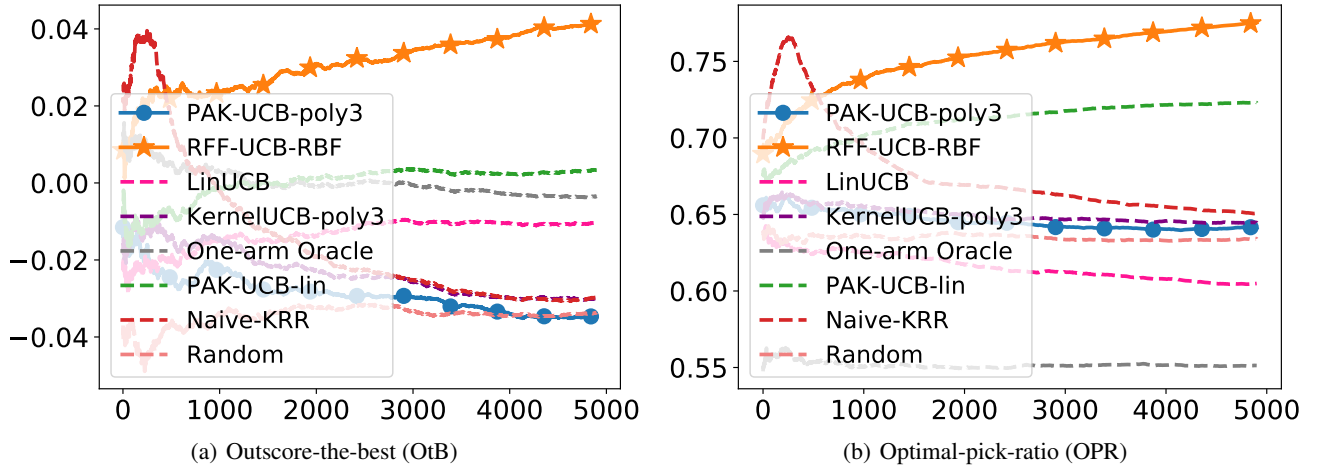 0.04
0.02
0.00
−0.02
−0.04
PAK-UCB-poly3
RFF-UCB-RBF
LinUCB
KernelUCB-poly3
One-arm Oracle
PAK-UCB-lin
Naive-KRR
Random
0 1000 2000 3000 4000 5000
(a) Outscore-the-best (OtB)
0.75
0.70
0.65
0.60
0.55
PAK-UCB-poly3
RFF-UCB-RBF
LinUCB
KernelUCB-poly3
One-arm Oracle
PAK-UCB-lin
Naive-KRR
Random
0 1000 2000 3000 4000 5000
(b) Optimal-pick-ratio (OPR)